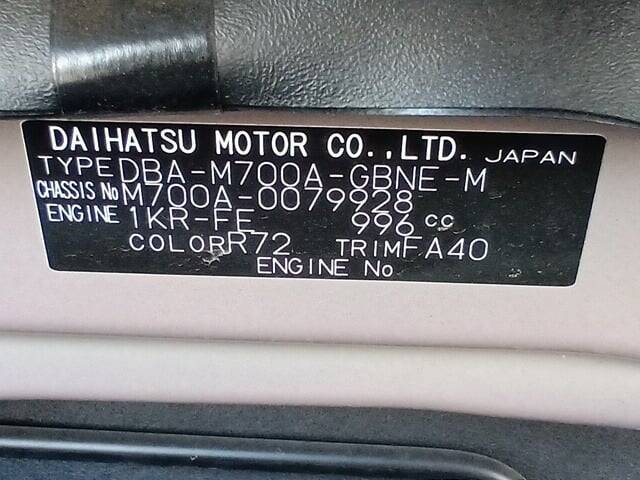 DAIHATSU MOTOR CO.,LTD. JAPAN
TYPE DBA-M700A-GBNE-M
CHASSIS No M700A-0079928
ENGINE 1KR-FE 996 cc
COLOR R72 TRIM FA40
ENGINE No